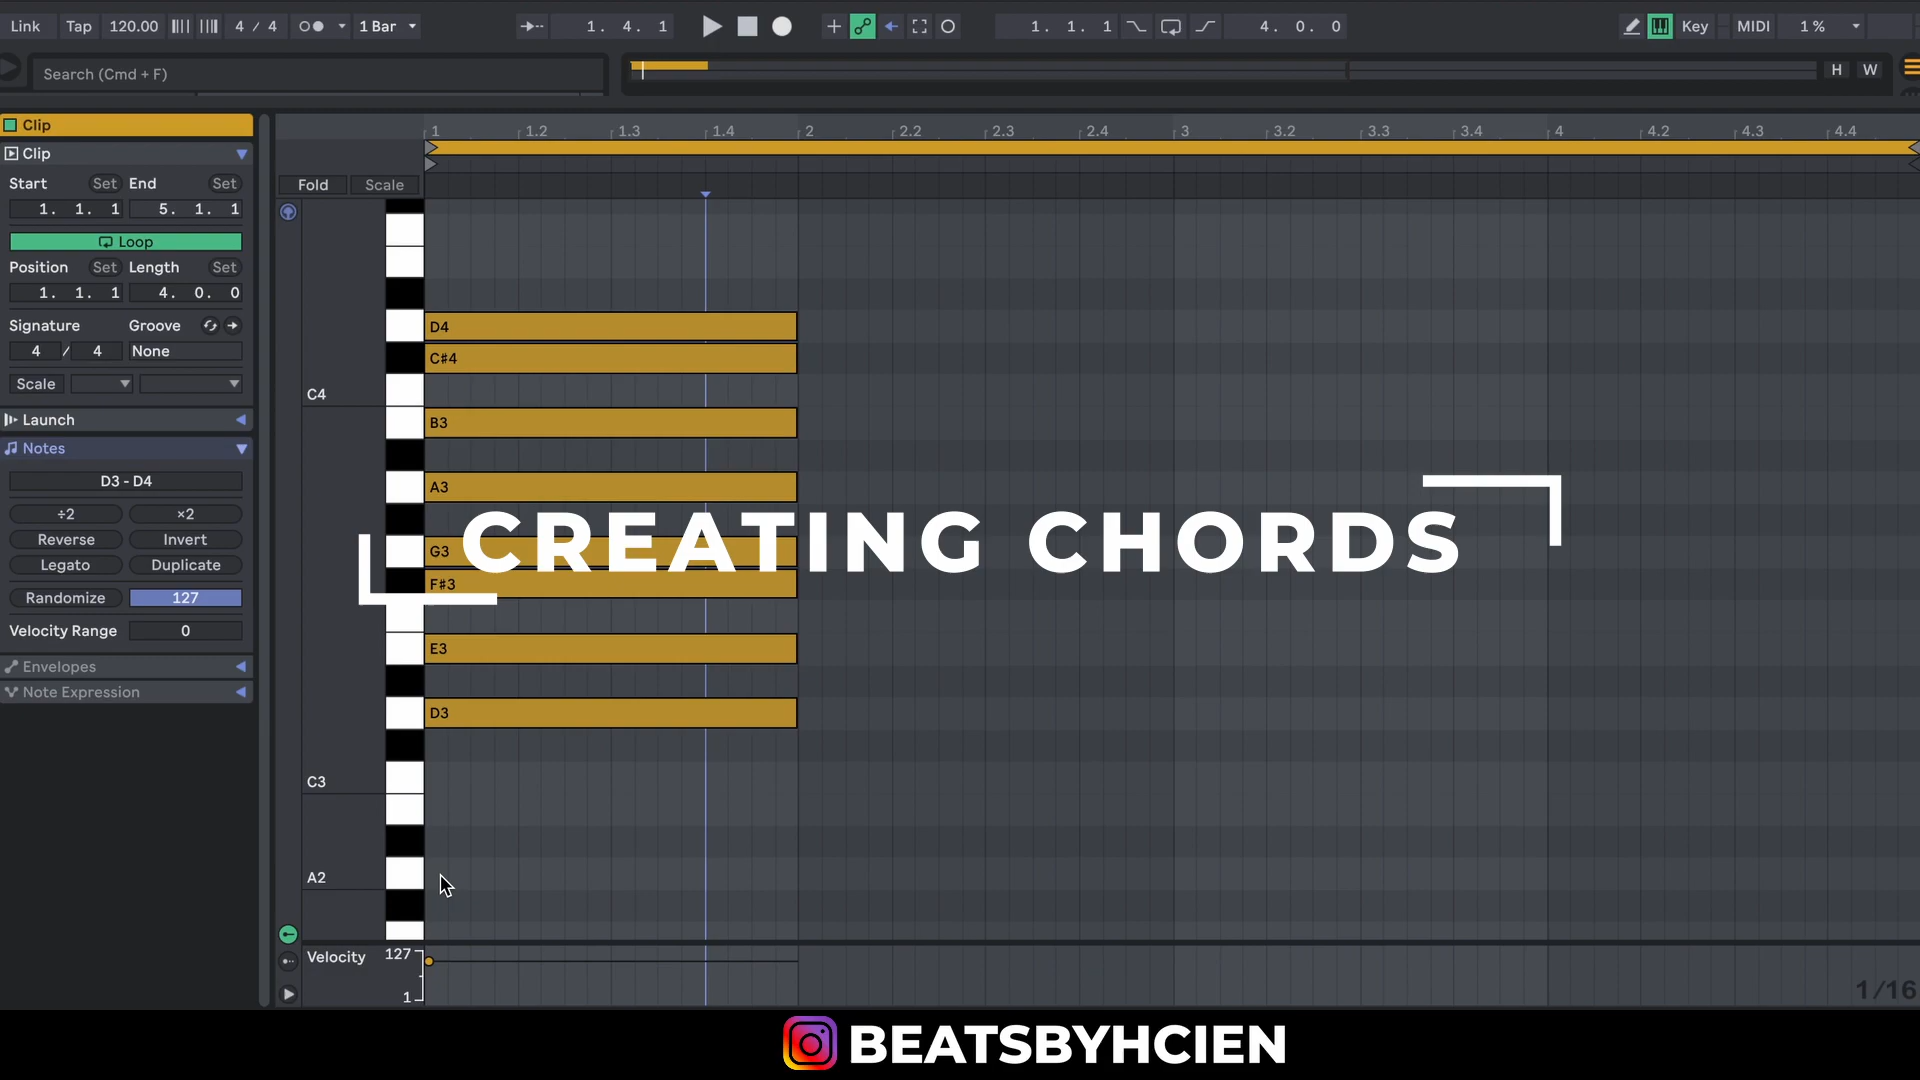 Link Tap 120.00 4 / 4 1 Bar 1. 4. 1 1. 1. 1 4. 0. 0 Key MIDI 1 %
Search (Cmd + F) H W
Clip
1 1.2 1.3 1.4 2 2.2 2.3 2.4 3 3.2 3.3 3.4 4 4.2 4.3 4.4
Clip
Start Set End Set
Fold Scale
1. 1. 1 5. 1. 1
Loop
Position Set Length Set
1. 1. 1 4. 0. 0
Signature Groove
D4
4 / 4 None
C♯4
Scale
C4
Launch
B3
Notes
D3 - D4
A3
÷2 ×2
Reverse Invert
CREATING CHORDS
G3
Legato Duplicate
F♯3
Randomize 127
Velocity Range 0
E3
Envelopes
Note Expression
D3
C3
A2
Velocity 127
1
1/16
BEATSBYHCIEN